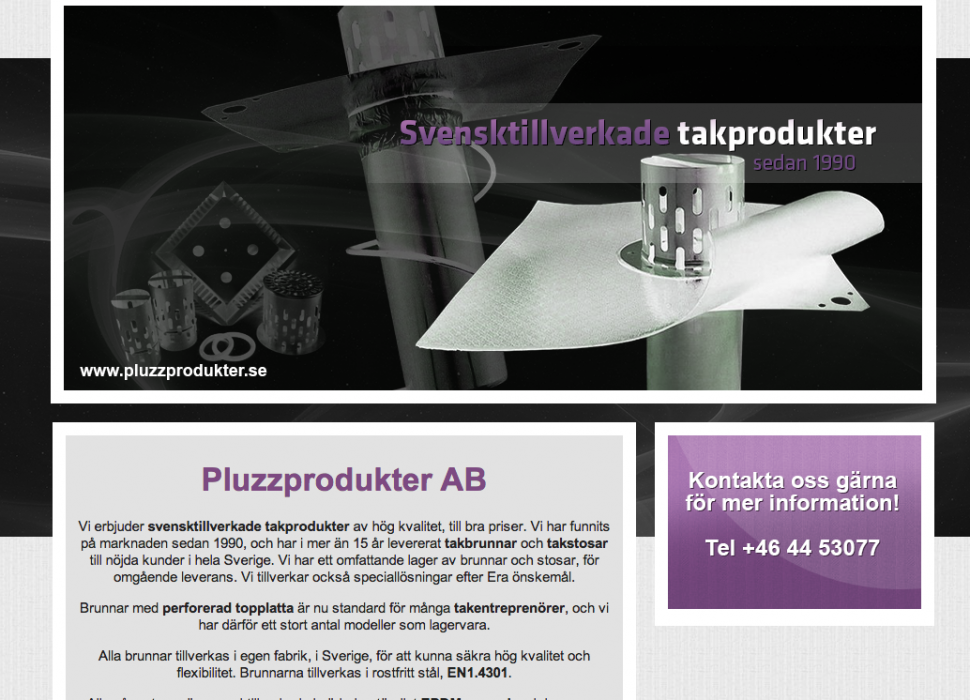 Svensktillverkade takprodukter
sedan 1990
www.pluzzprodukter.se
Pluzzprodukter AB
Vi erbjuder svensktillverkade takprodukter av hög kvalitet, till bra priser. Vi har funnits
på marknaden sedan 1990, och har i mer än 15 år levererat takbrunnar och takstosar
till nöjda kunder i hela Sverige. Vi har ett omfattande lager av brunnar och stosar, för
omgående leverans. Vi tillverkar också speciallösningar efter Era önskemål.
Brunnar med perforerad topplatta är nu standard för många takentreprenörer, och vi
har därför ett stort antal modeller som lagervara.
Alla brunnar tillverkas i egen fabrik, i Sverige, för att kunna säkra hög kvalitet och
flexibilitet. Brunnarna tillverkas i rostfritt stål, EN1.4301.
Kontakta oss gärna
för mer information!
Tel +46 44 53077